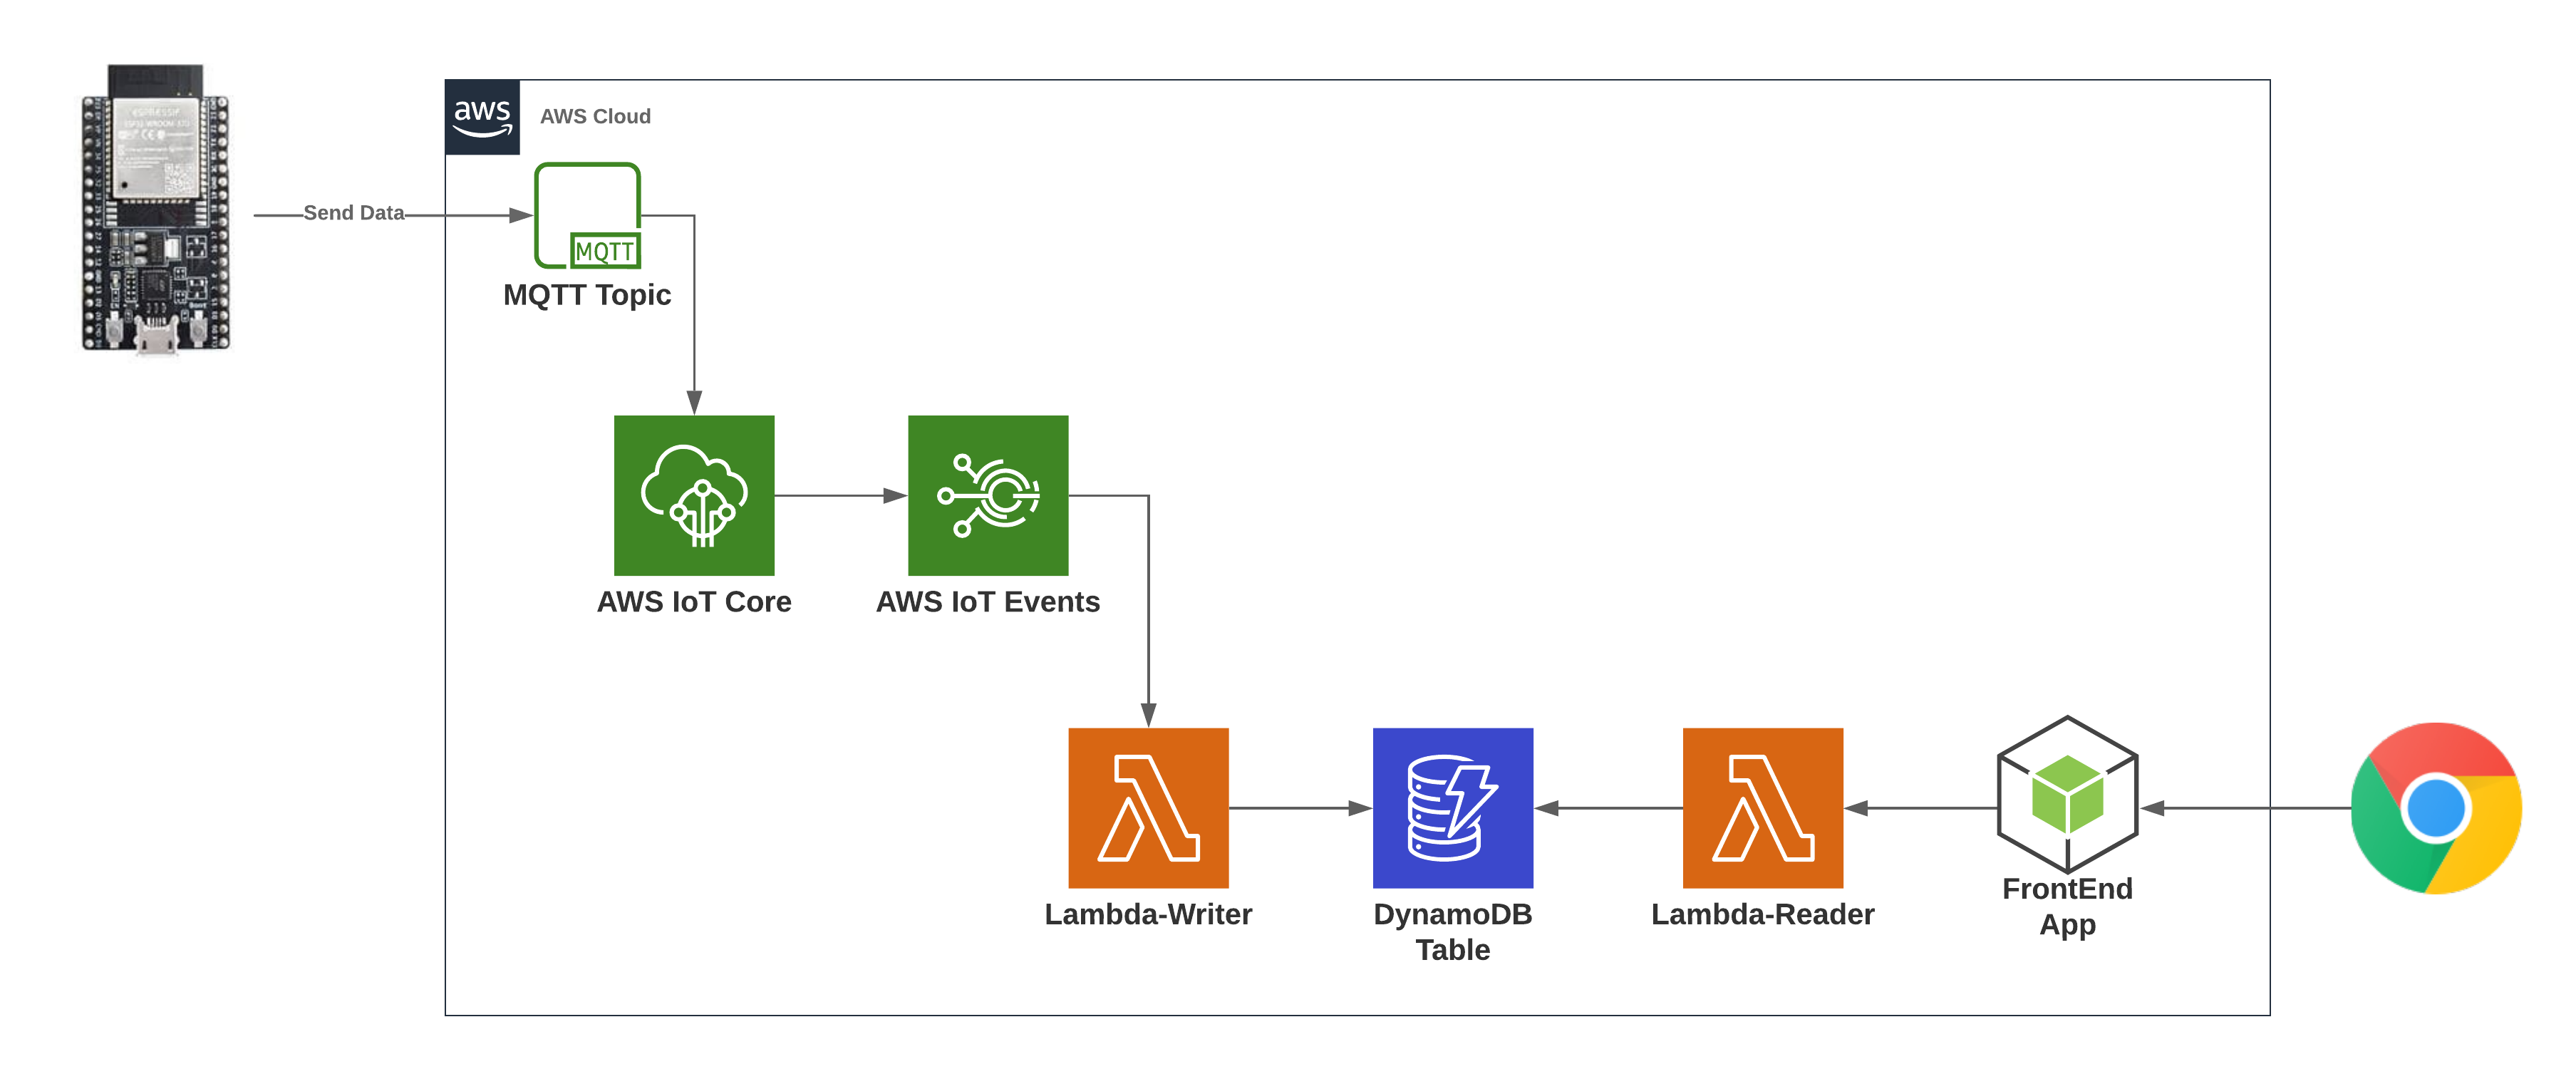 aws
AWS Cloud
Send Data
MQTT
MQTT Topic
AWS IoT Core
AWS IoT Events
Lambda-Writer
DynamoDB
Table
Lambda-Reader
FrontEnd
App